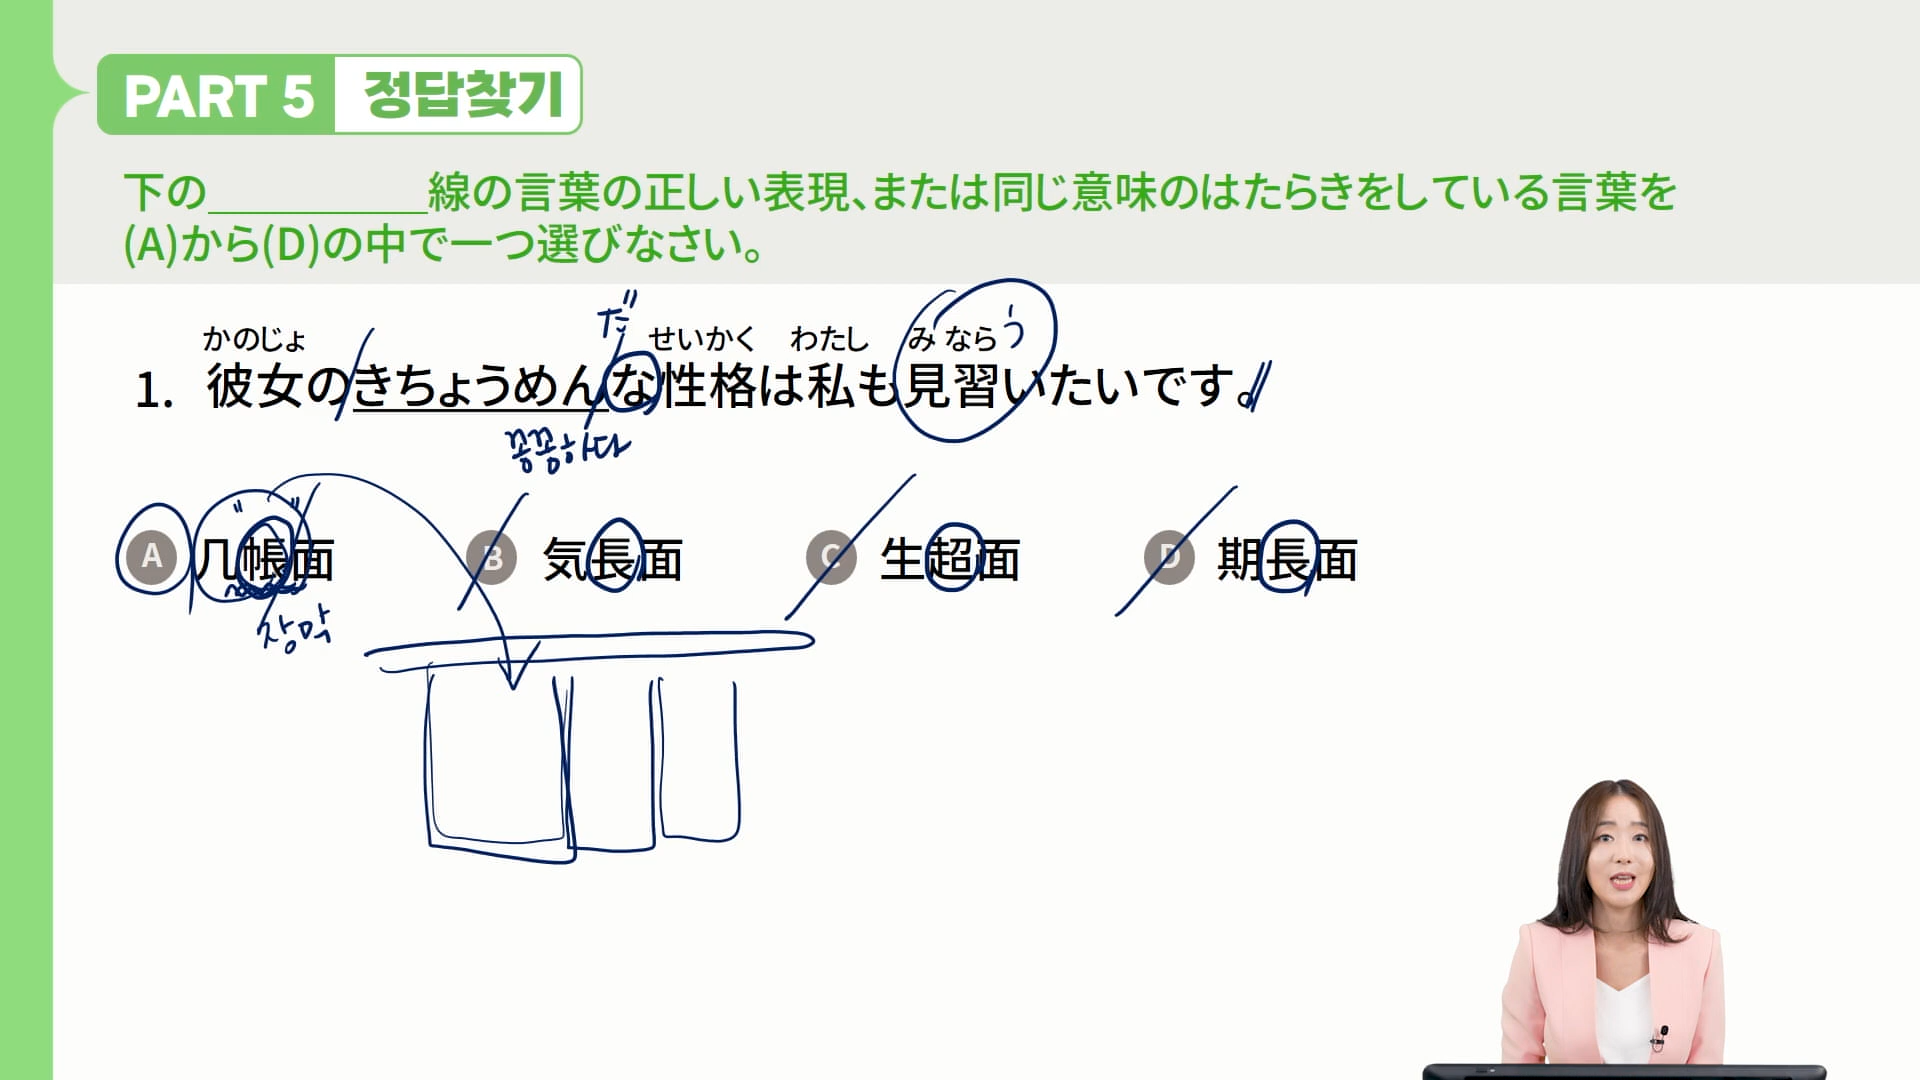 PART 5 정답찾기
下の__________線の言葉の正しい表現、または同じ意味のはたらきをしている言葉を
(A)から(D)の中で一つ選びなさい。
だ
かのじょ せいかく わたし みなら う
1. 彼女のきちょうめんな性格は私も見習いたいです。
꼼꼼하다
A 几帳面 B 気長面 C 生超面 D 期長面
장막